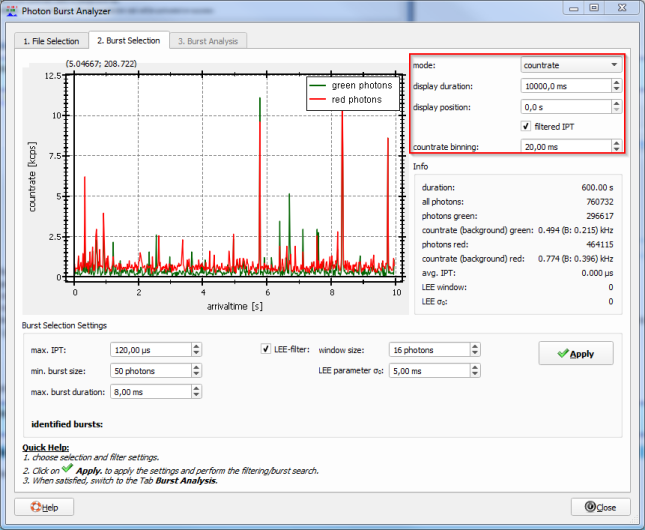 Photon Burst Analyzer
1. File Selection
2. Burst Selection
3. Burst Analysis
(5.04667; 208.722)
12.5
10
7.5
5
2.5
0
countrate [kcps]
0
2
4
6
8
10
arrivaltime [s]
green photons
red photons
mode:
countrate
display duration:
10000,0 ms
display position:
0,0 s
filtered IPT
countrate binning:
20,00 ms
Info
duration: 600.00 s
all photons: 760732
photons green: 296617
countrate (background) green: 0.494 (B: 0.215) kHz
photons red: 464115
countrate (background) red: 0.774 (B: 0.396) kHz
avg. IPT: 0.000 µs
LEE window: 0
LEE σ₀: 0
Burst Selection Settings
max. IPT: 120,00 µs
min. burst size: 50 photons
max. burst duration: 8,00 ms
LEE-filter:
window size: 16 photons
LEE parameter σ₀: 5,00 ms
Apply
identified bursts:
Quick Help:
1. choose selection and filter settings.
2. Click on Apply. to apply the settings and perform the filtering/burst search.
3. When satisfied, switch to the Tab Burst Analysis.
Help
Close